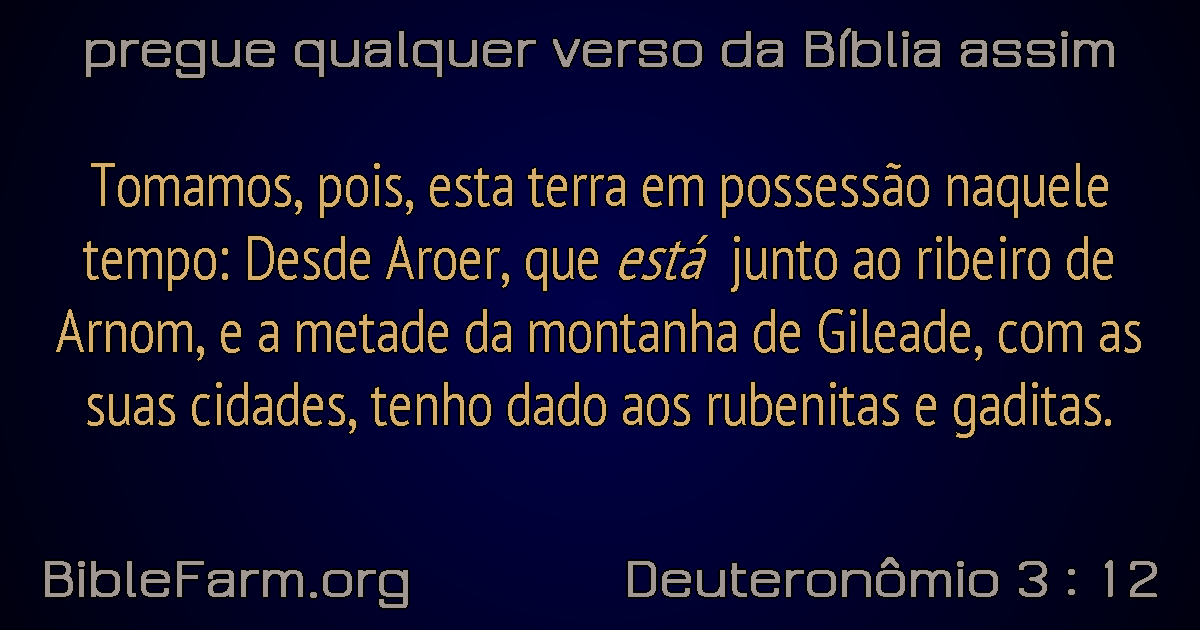 pregue qualquer verso da Bíblia assim
Tomamos, pois, esta terra em possessão naquele
tempo: Desde Aroer, que está junto ao ribeiro de
Arnom, e a metade da montanha de Gileade, com as
suas cidades, tenho dado aos rubenitas e gaditas.
BibleFarm.org
Deuteronômio 3 : 12